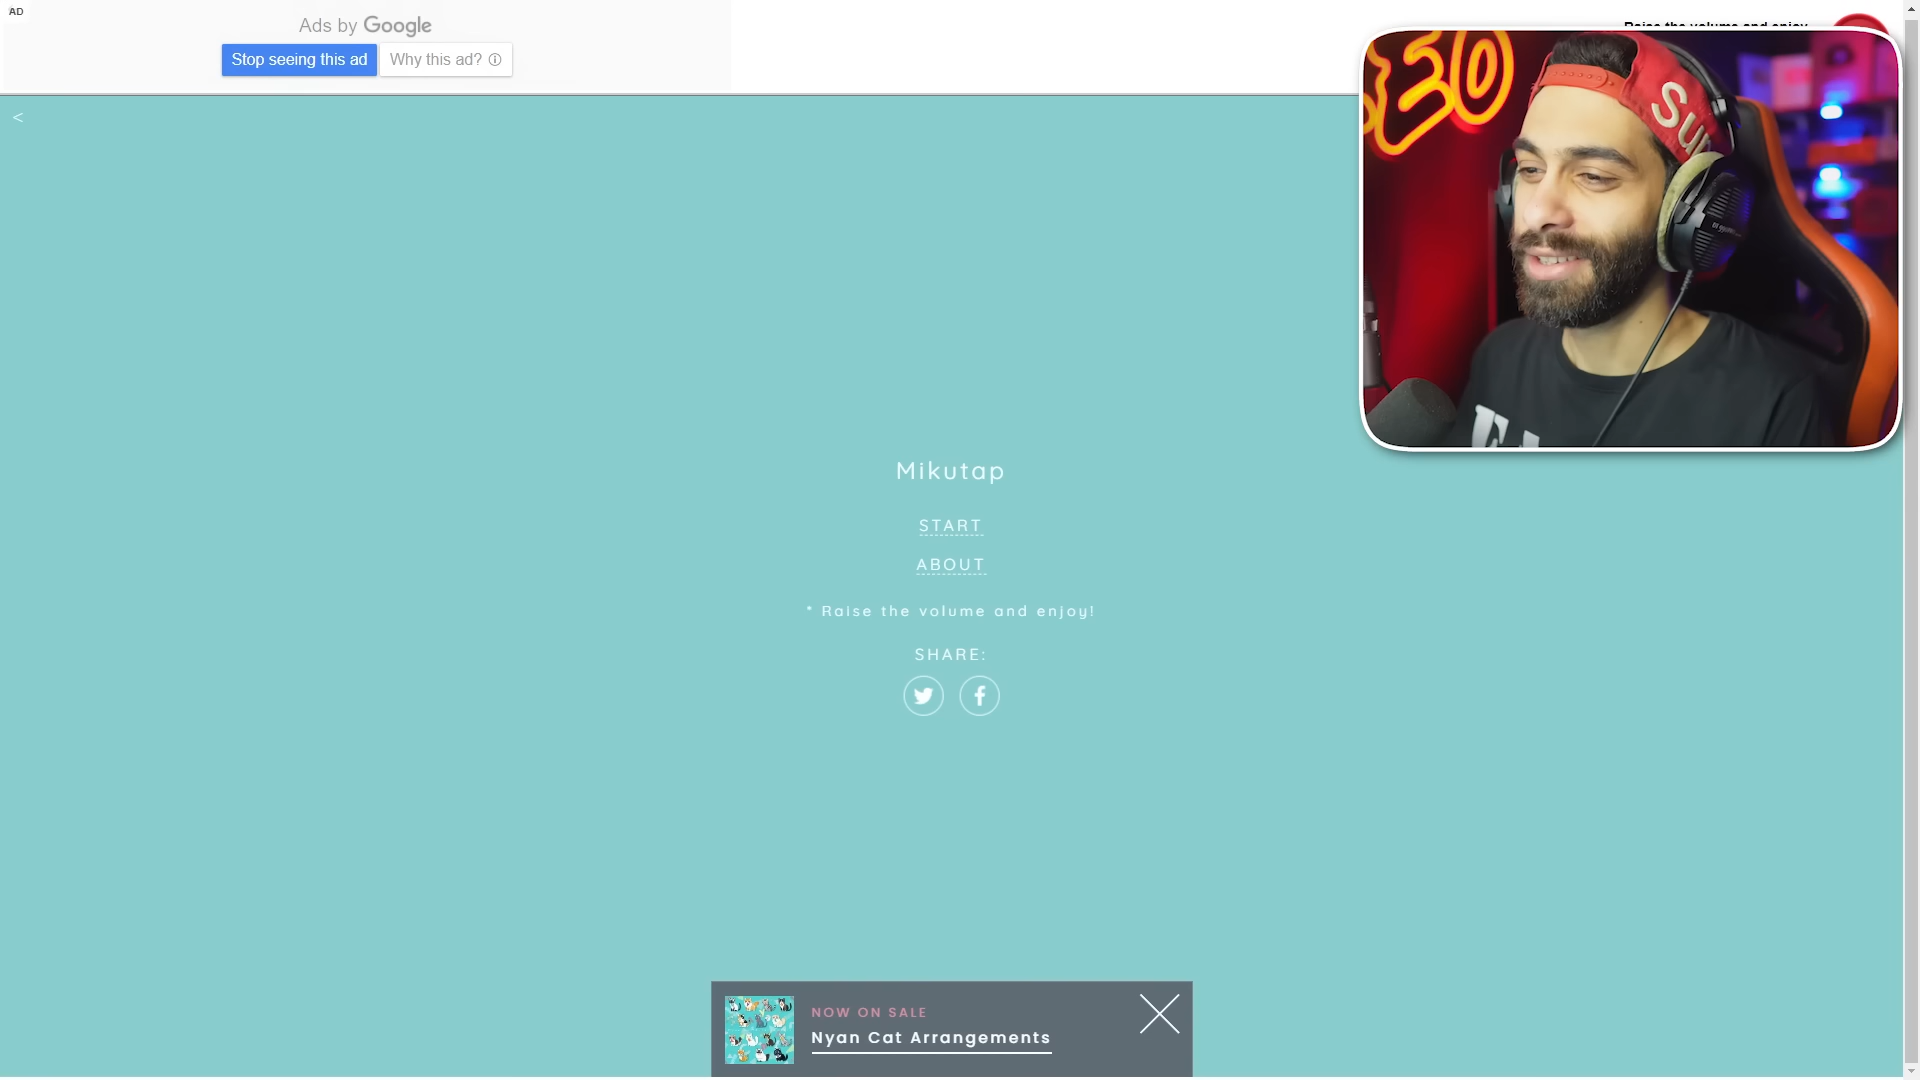 AD
Ads by Google
Stop seeing this ad
Why this ad?
<
Su
Mikutap
START
ABOUT
* Raise the volume and enjoy!
SHARE:
NOW ON SALE
Nyan Cat Arrangements